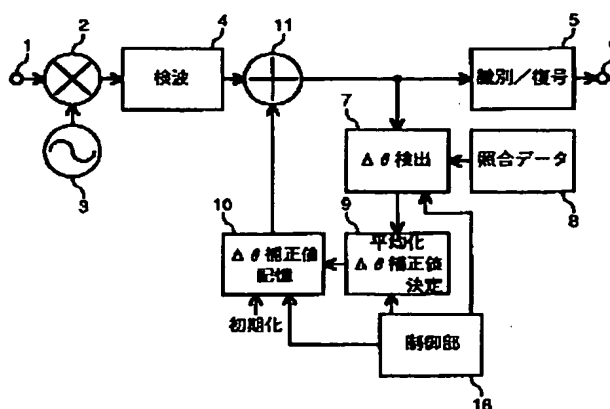 1
2
4
11
5
検波
識別/復号
3
7
Δθ検出
照合データ
8
10
9
Δθ補正値
記憶
平均化
Δθ補正値
決定
初期化
制御部
16